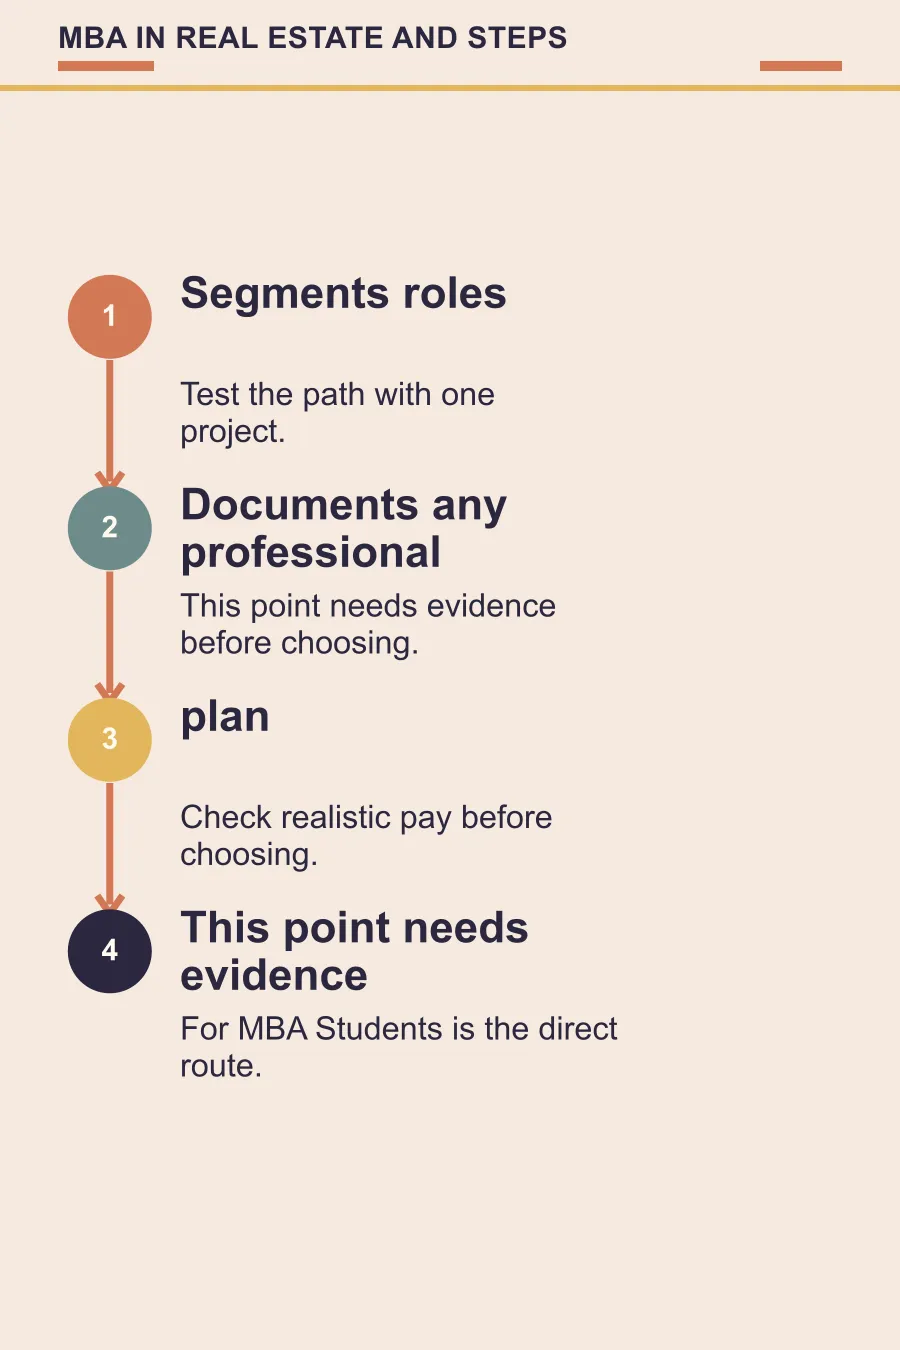 MBA IN REAL ESTATE AND STEPS
1
Segments roles
Test the path with one
project.
2
Documents any
professional
This point needs evidence
before choosing.
3
plan
Check realistic pay before
choosing.
4
This point needs
evidence
For MBA Students is the direct
route.